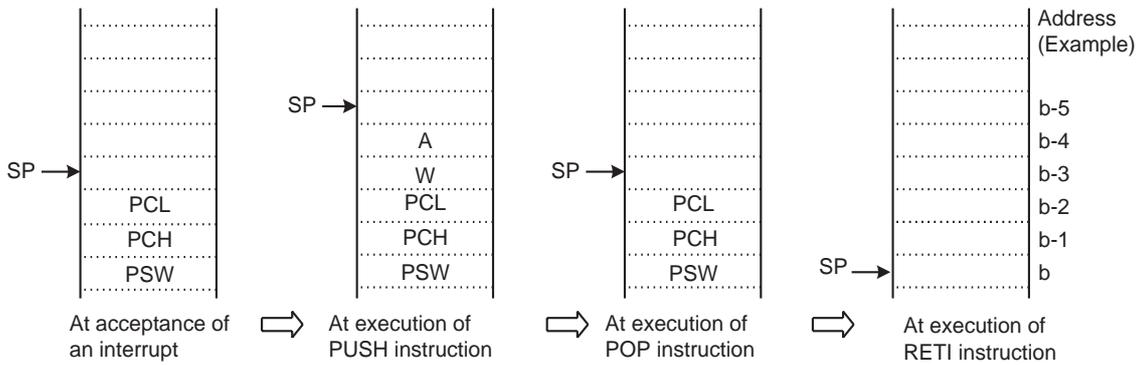 Address
(Example)
SP
b-5
A
b-4
SP
W
SP
b-3
PCL
PCL
PCL
b-2
PCH
PCH
PCH
b-1
PSW
PSW
PSW
SP
b
At acceptance of
an interrupt
At execution of
PUSH instruction
At execution of
POP instruction
At execution of
RETI instruction